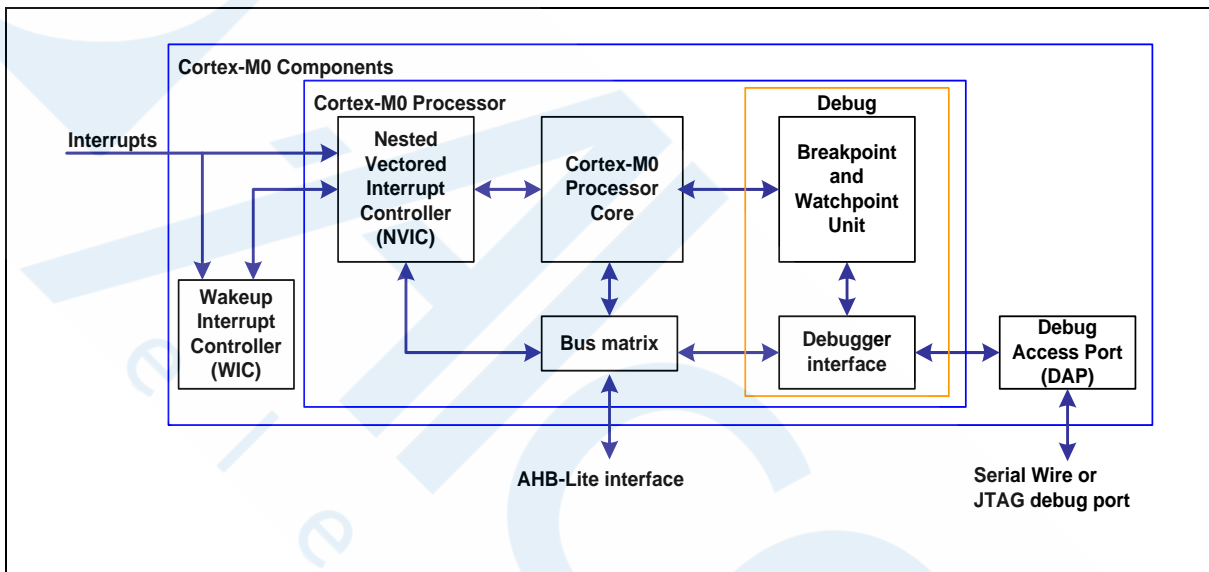 Cortex-M0 Components
Cortex-M0 Processor
Debug
Interrupts
Nested
Vectored
Interrupt
Controller
(NVIC)
Cortex-M0
Processor
Core
Breakpoint
and
Watchpoint
Unit
Wakeup
Interrupt
Controller
(WIC)
Bus matrix
Debugger
interface
Debug
Access Port
(DAP)
AHB-Lite interface
Serial Wire or
JTAG debug port